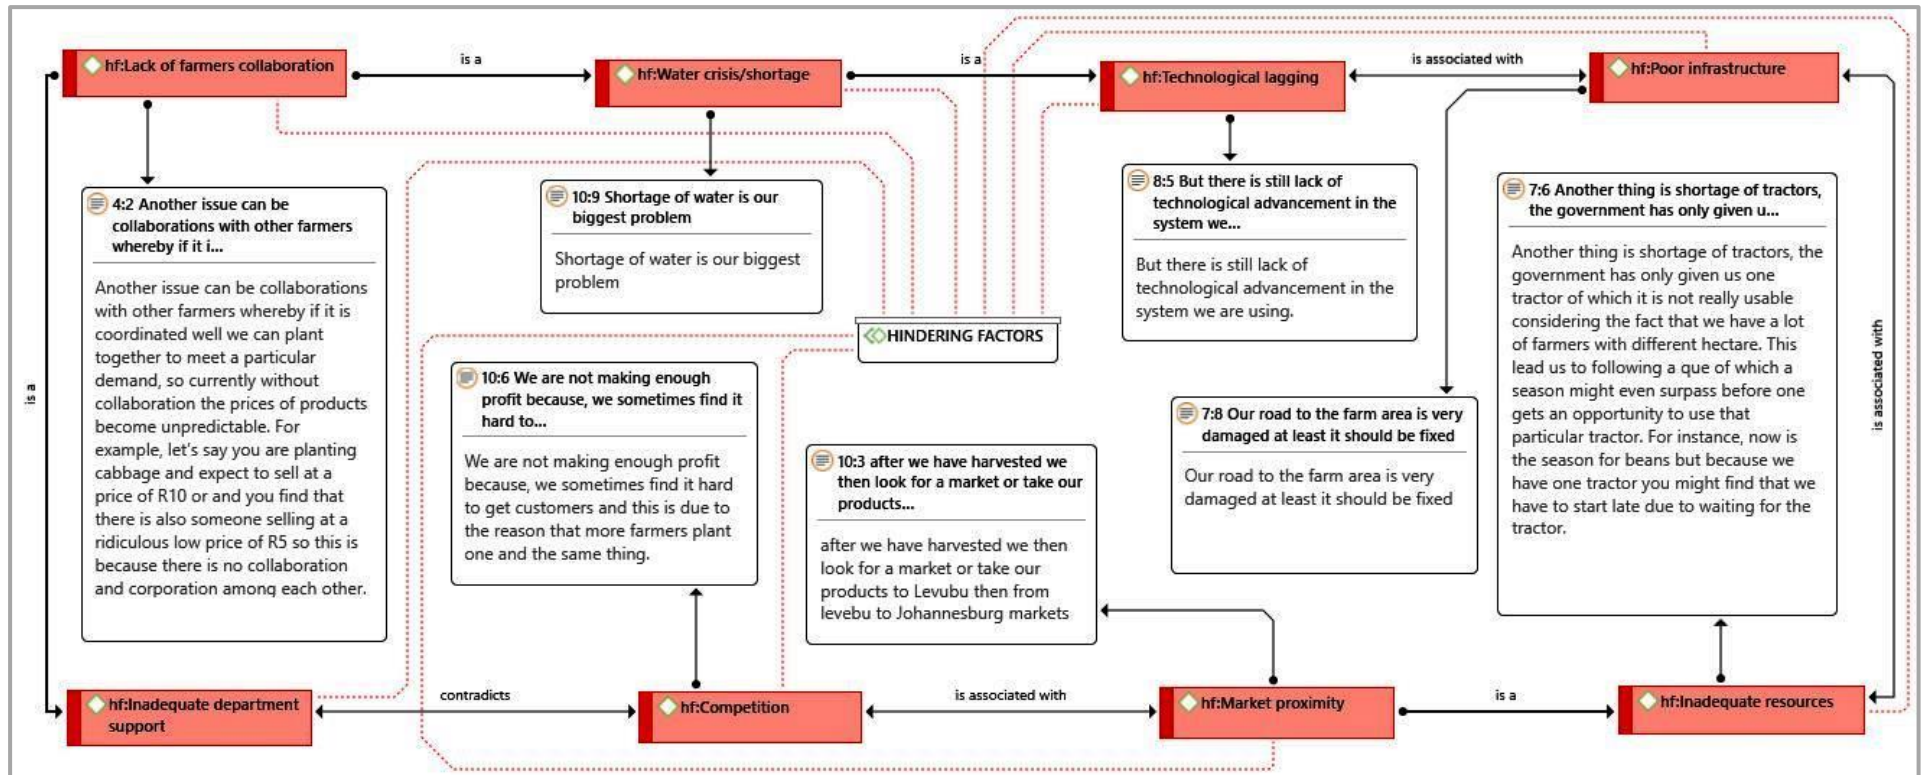 hf:Lack of farmers collaboration
is a
hf:Water crisis/shortage
is a
hf:Technological lagging
is associated with
hf:Poor infrastructure
4:2 Another issue can be
collaborations with other farmers
whereby if it i...
Another issue can be collaborations
with other farmers whereby if it is
coordinated well we can plant
together to meet a particular
demand, so currently without
collaboration the prices of products
become unpredictable. For
example, let's say you are planting
cabbage and expect to sell at a
price of R10 or and you find that
there is also someone selling at a
ridiculous low price of R5 so this is
because there is no collaboration
and corporation among each other.
10:9 Shortage of water is our
biggest problem
Shortage of water is our biggest
problem
8:5 But there is still lack of
technological advancement in the
system we...
But there is still lack of
technological advancement in the
system we are using.
7:6 Another thing is shortage of tractors,
the government has only given u...
Another thing is shortage of tractors, the
government has only given us one
tractor of which it is not really usable
considering the fact that we have a lot
of farmers with different hectare. This
lead us to following a que of which a
season might even surpass before one
gets an opportunity to use that
particular tractor. For instance, now is
the season for beans but because we
have one tractor you might find that we
have to start late due to waiting for the
tractor.
HINDERING FACTORS
is a
is associated with
10:6 We are not making enough
profit because, we sometimes find it
hard to...
We are not making enough profit
because, we sometimes find it hard
to get customers and this is due to
the reason that more farmers plant
one and the same thing.
10:3 after we have harvested we
then look for a market or take our
products...
after we have harvested we then
look for a market or take our
products to Levubu then from
levebu to Johannesburg markets
7:8 Our road to the farm area is very
damaged at least it should be fixed
Our road to the farm area is very
damaged at least it should be fixed
hf:Inadequate department
support
contradicts
hf:Competition
is associated with
hf:Market proximity
is a
hf:Inadequate resources